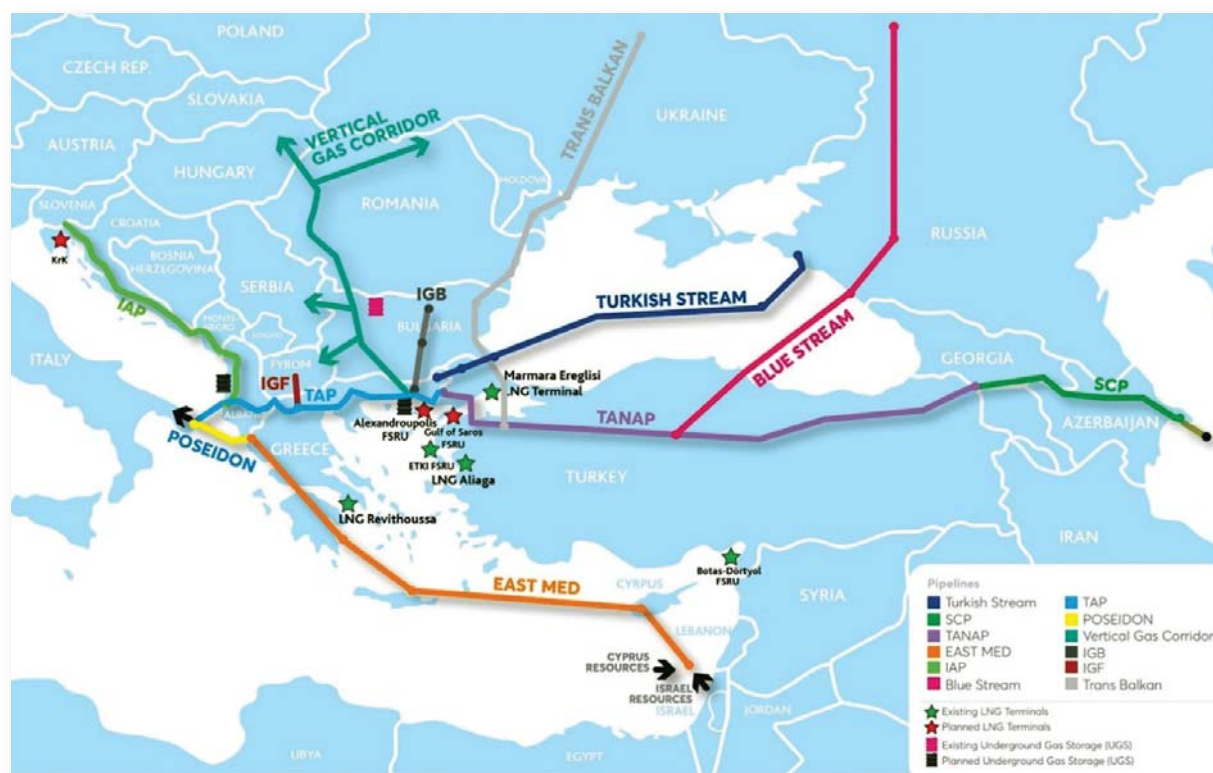 POLAND
CZECH REP.
SLOVAKIA
UKRAINE
AUSTRIA
VERTICAL
GAS CORRIDOR
TRANS BALKAN
HUNGARY
MOLDOVA
SLOVENIA
ROMANIA
CROATIA
RUSSIA
KrK
BOSNIA
HERZEGOVINA
SERBIA
IAP
IGB
TURKISH STREAM
BLUE STREAM
MONTE-
NEGRO
BULGARIA
ITALY
FYROM
IGF
TAP
Marmara Ereglisi
LNG Terminal
GEORGIA
SCP
AZERBAIJAN
TANAP
Alexandroupolis
FSRU
Gulf of Saros
FSRU
POSEIDON
GREECE
ETKI FSRU
LNG Aliaga
TURKEY
LNG Revithoussa
IRAN
Botas-Dörtyol
FSRU
EAST MED
CYRPUS
SYRIA
LEBANON
CYPRUS
RESOURCES
ISRAEL
RESOURCES
ISRAEL
JORDAN
LIBYA
EGYPT
Pipelines
Turkish Stream
SCP
TANAP
EAST MED
IAP
Blue Stream
TAP
POSEIDON
Vertical Gas Corridor
IGB
IGF
Trans Balkan
Existing LNG Terminals
Planned LNG Terminals
Existing Underground Gas Storage (UGS)
Planned Underground Gas Storage (UGS)